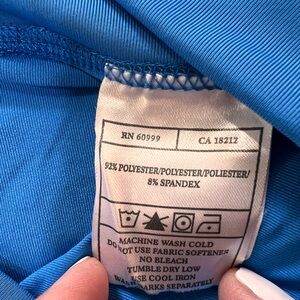 RN 60999
CA 18212
92% POLYESTER/POLYESTER/POLIESTER/
8% SPANDEX
MACHINE WASH COLD
DO NOT USE FABRIC SOFTENER
NO BLEACH
TUMBLE DRY LOW
USE COOL IRON
SEPARATELY